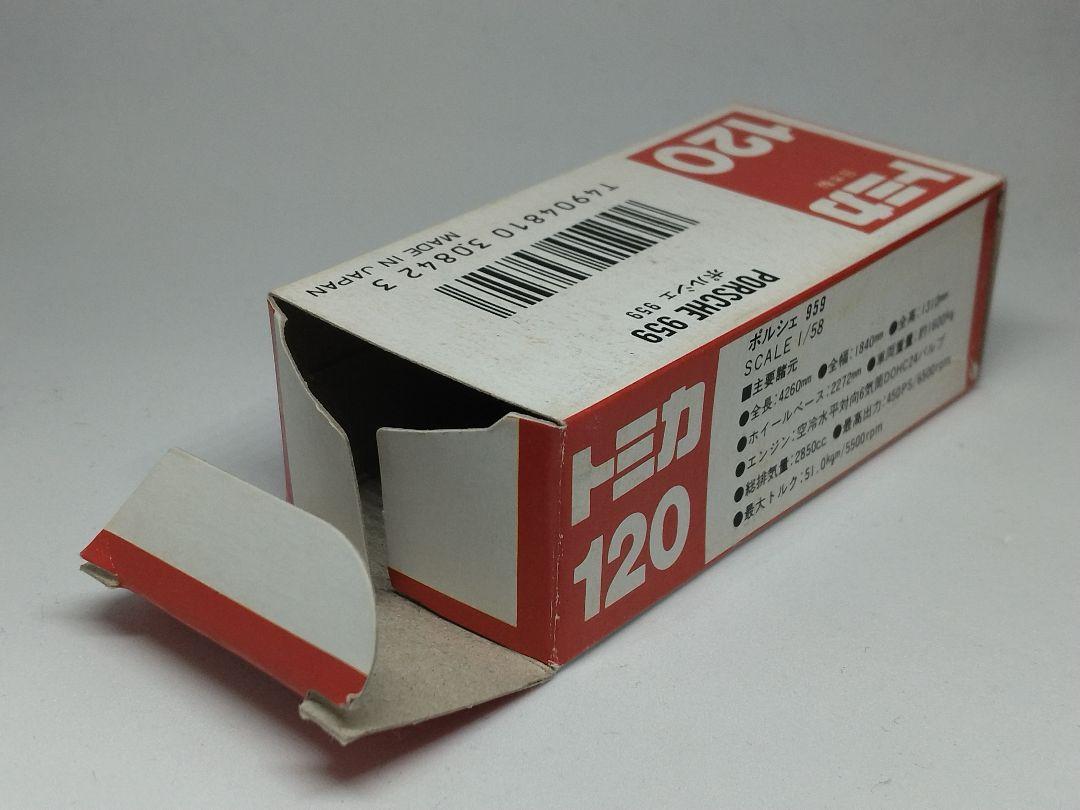 トミカ
120
日本製
T4904810 30842 3
MADE IN JAPAN
PORSCHE 959
ポルシェ 959
トミカ
120
ポルシェ 959
SCALE 1/58
■主要諸元
●全長:4260mm ●全幅:1840mm ●全高:1310mm
●ホイールベース:2272mm ●車両重量:約1600kg
●エンジン:空冷水平対向6気筒DOHC24バルブ
●総排気量:2850cc ●最高出力:450PS/6500rpm
●最大トルク:51.0kgm/5500rpm